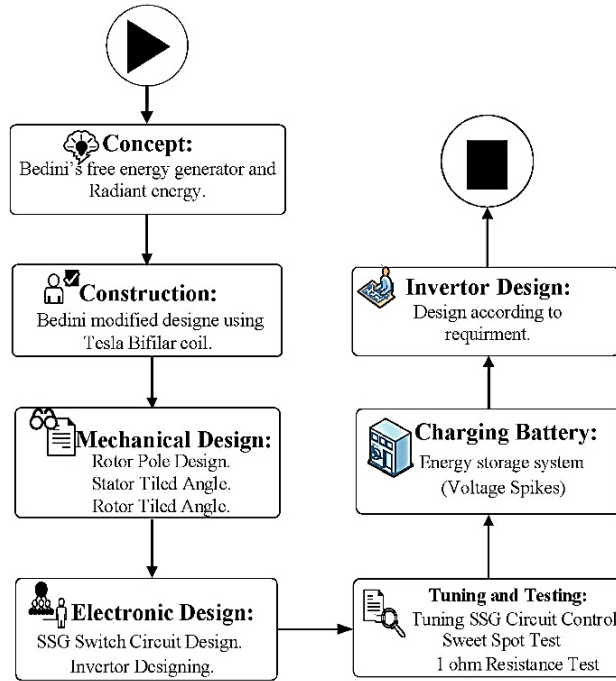 Concept:
Bedini's free energy generator and
Radiant energy.
Construction:
Bedini modified designe using
Tesla Bifilar coil.
Mechanical Design:
Rotor Pole Design.
Stator Tiled Angle.
Rotor Tiled Angle.
Electronic Design:
SSG Switch Circuit Design.
Invertor Designing.
Tuning and Testing:
Tuning SSG Circuit Control
Sweet Spot Test
1 ohm Resistance Test
Charging Battery:
Energy storage system
(Voltage Spikes)
Invertor Design:
Design according to
requirment.